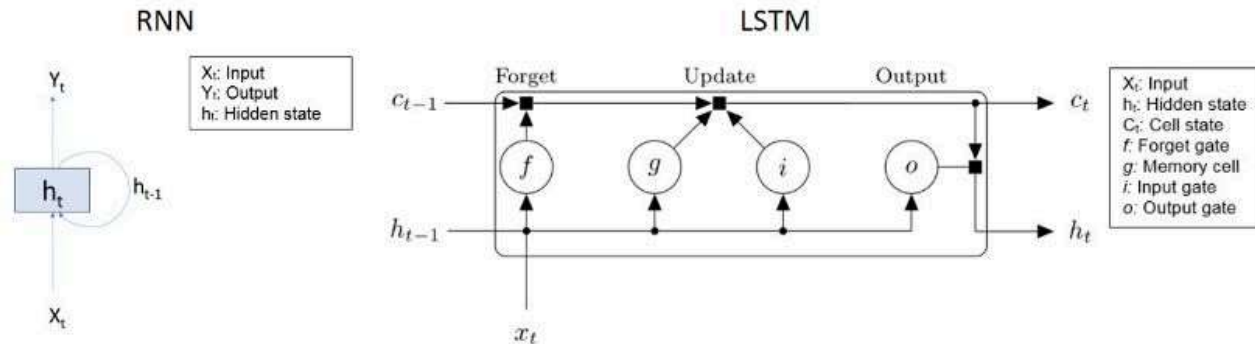 RNN
Yₜ
hₜ
hₜ₋₁
Xₜ
Xₜ: Input
Yₜ: Output
hₜ: Hidden state
LSTM
Forget Update Output
cₜ₋₁
cₜ
f g i o
hₜ₋₁
hₜ
xₜ
Xₜ: Input
hₜ: Hidden state
Cₜ: Cell state
f: Forget gate
g: Memory cell
i: Input gate
o: Output gate